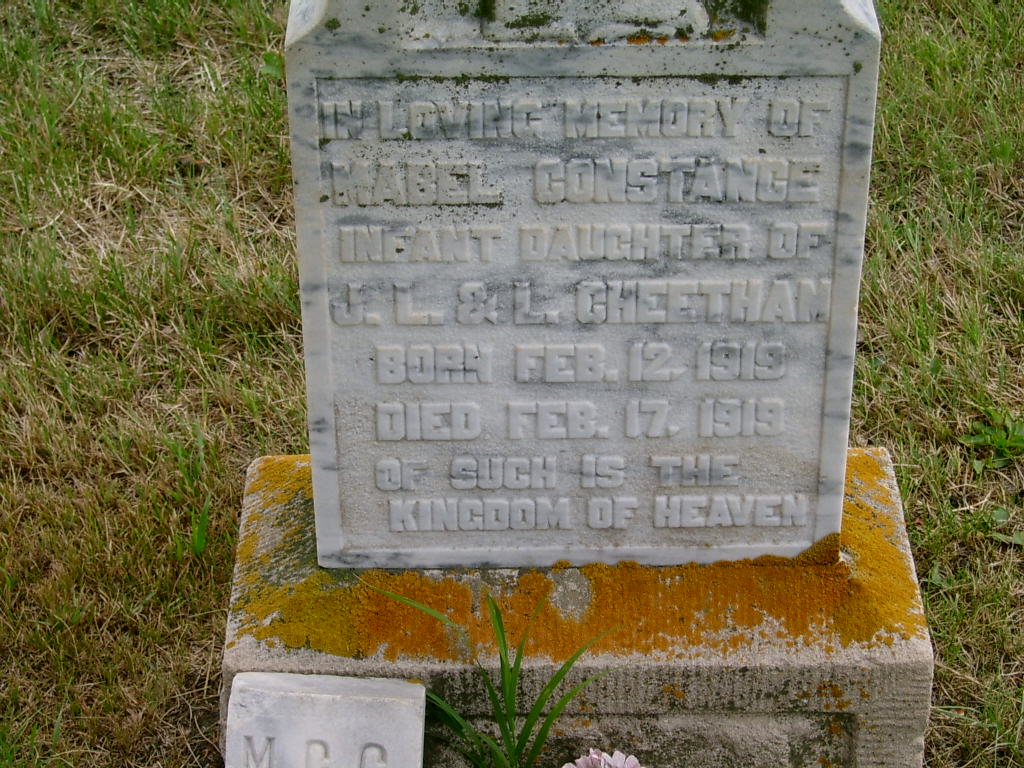 IN LOVING MEMORY OF
MABEL CONSTANCE
INFANT DAUGHTER OF
J. L. & L. CHEETHAM
BORN FEB. 12, 1919
DIED FEB. 17. 1919
OF SUCH IS THE
KINGDOM OF HEAVEN
M C C